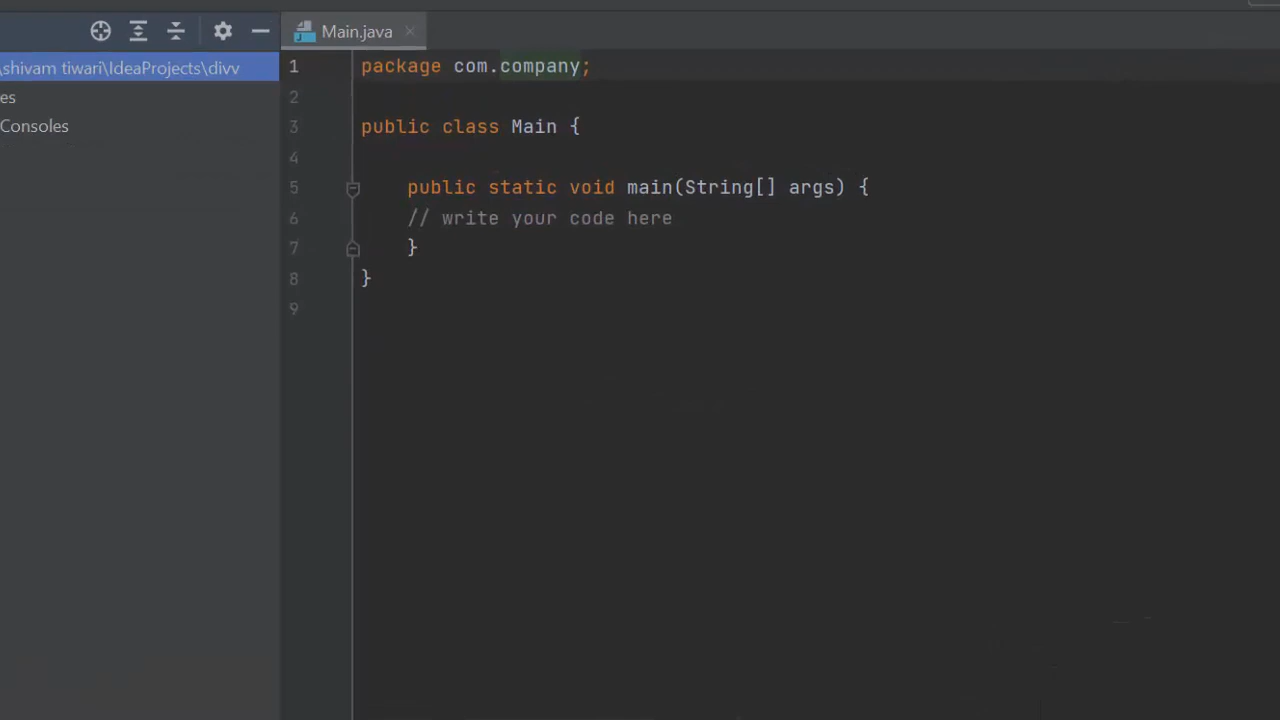 Main.java
\shivam tiwari\IdeaProjects\divv
es
Consoles
1 package com.company;
2
3 public class Main {
4
5 public static void main(String[] args) {
6 // write your code here
7 }
8 }
9